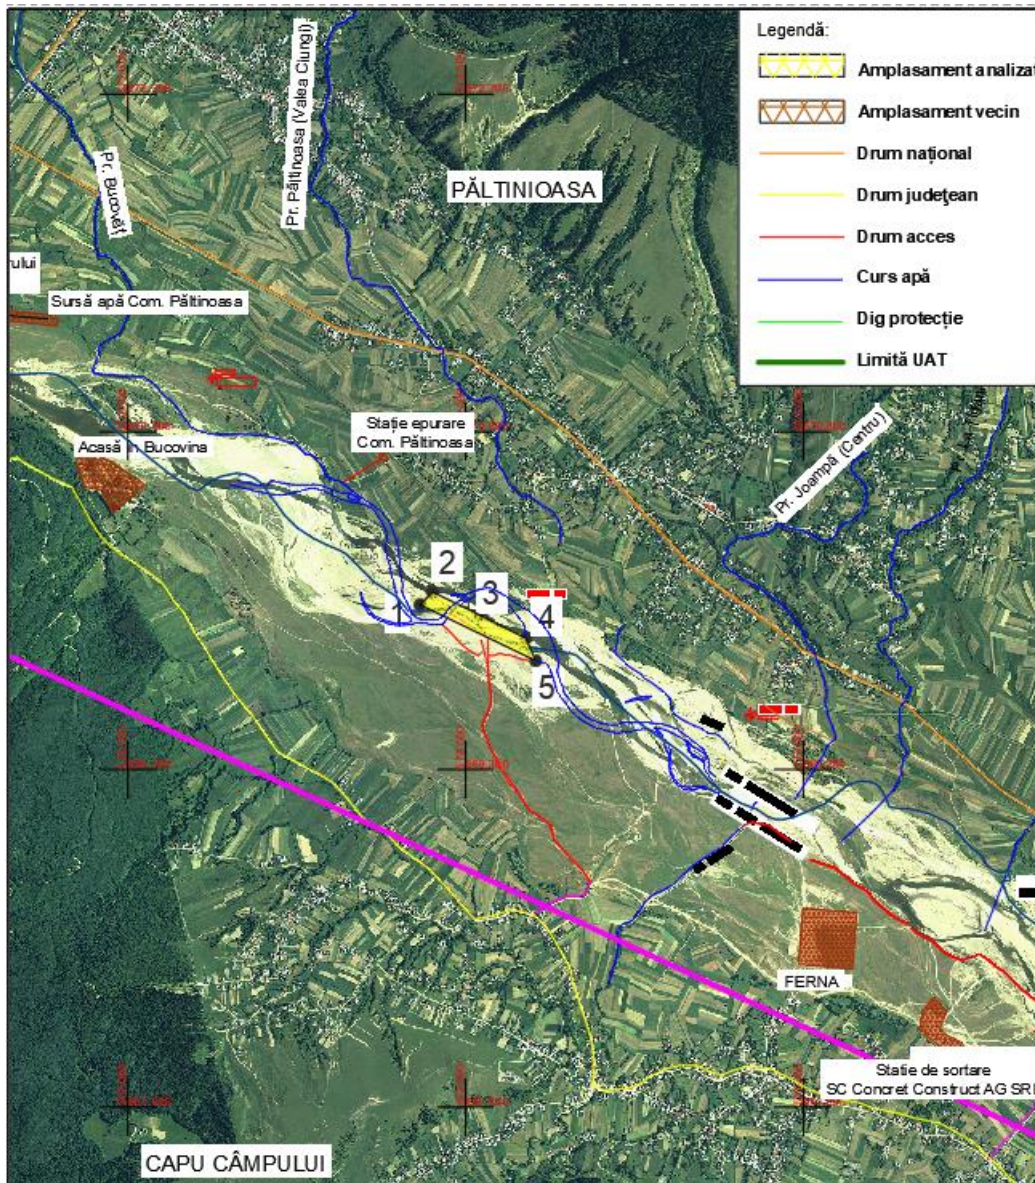 Legendă:
Amplasament analizat
Amplasament vecin
Drum național
Drum județean
Drum acces
Curs apă
Dig protecție
Limită UAT
Pr. Bucovăț
Pr. Păltinoasa (Valea Ciungi)
PĂLTINIOASA
rului
Sursă apă Com. Păltinoasa
Stație epurare
Com. Păltinoasa
Acasă în Bucovina
Pr. Joampă (Centru)
2
1
3
4
5
FERNA
Statie de sortare
SC Concret Construct AG SRL
CAPU CÂMPULUI